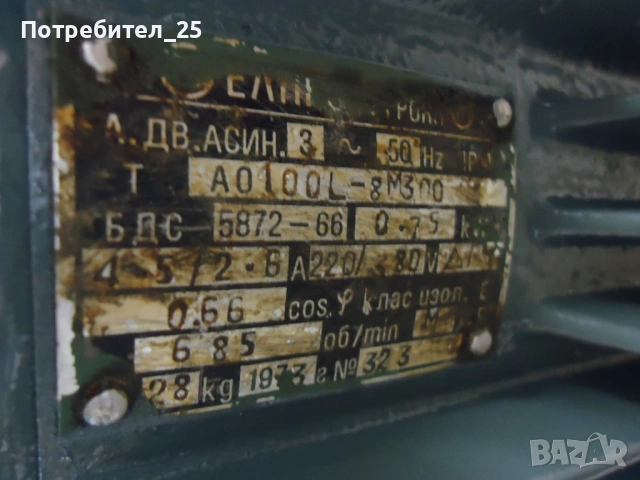 Потребител_25
ЕЛП
Л. ДВ. АСИН. 3 ~ 50 Hz
Т АО100L-8М300
БДС 5872-66 0.75
4-5/2.6 А 220/380 V
0.66 cos. φ клас изол. Е
685 об/min
28 kg 1973 г № 323
BAZAR